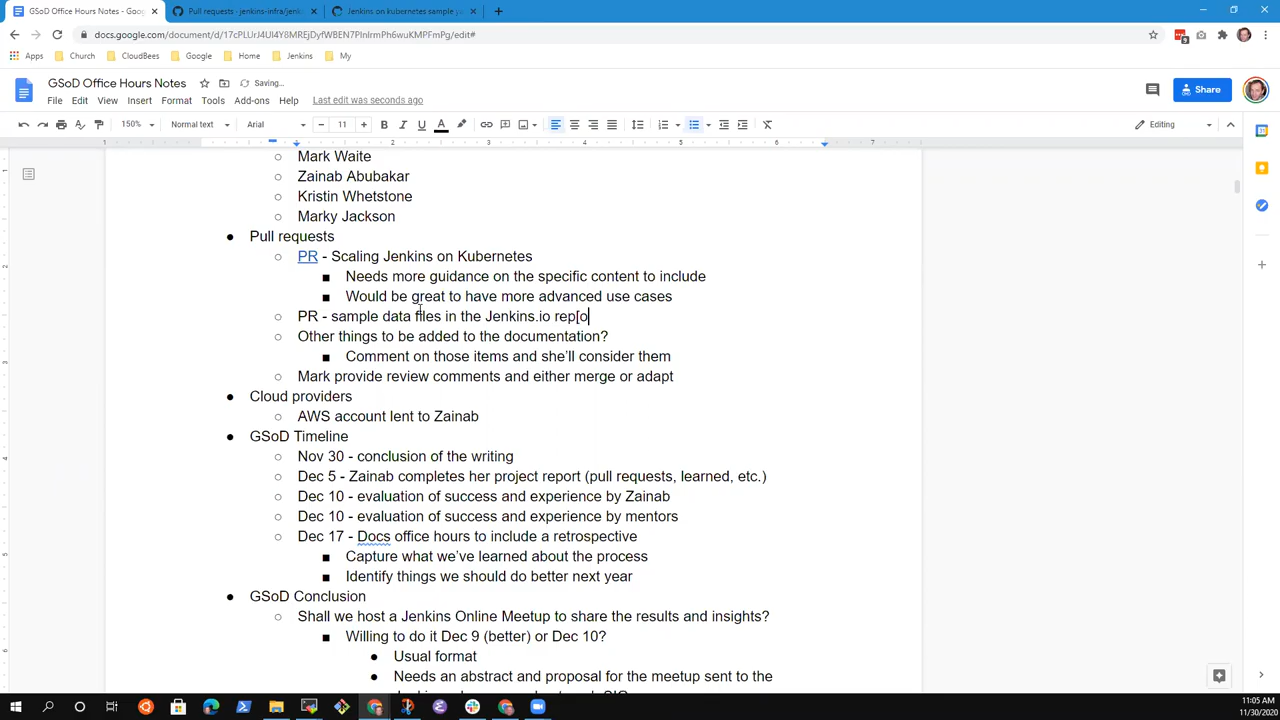 GSoD Office Hours Notes - Goo
Pull requests · jenkins-infra/jenk
Jenkins on kubernetes sample y
docs.google.com/document/d/17cPLUrJ4Ul4Y8MREjDyfWBEN7PlnlrmPh6wuKMPFmPg/edit#
Apps Church CloudBees Google Home Jenkins My
GSoD Office Hours Notes Saving...
File Edit View Insert Format Tools Add-ons Help Last edit was seconds ago
Share
150% Normal text Arial 11 Editing
1 2 3 4 5 6 7
Mark Waite
Zainab Abubakar
Kristin Whetstone
Marky Jackson
Pull requests
PR - Scaling Jenkins on Kubernetes
Needs more guidance on the specific content to include
Would be great to have more advanced use cases
PR - sample data files in the Jenkins.io rep[o
Other things to be added to the documentation?
Comment on those items and she'll consider them
Mark provide review comments and either merge or adapt
Cloud providers
AWS account lent to Zainab
GSoD Timeline
Nov 30 - conclusion of the writing
Dec 5 - Zainab completes her project report (pull requests, learned, etc.)
Dec 10 - evaluation of success and experience by Zainab
Dec 10 - evaluation of success and experience by mentors
Dec 17 - Docs office hours to include a retrospective
Capture what we've learned about the process
Identify things we should do better next year
GSoD Conclusion
Shall we host a Jenkins Online Meetup to share the results and insights?
Willing to do it Dec 9 (better) or Dec 10?
Usual format
Needs an abstract and proposal for the meetup sent to the
11:05 AM
11/30/2020